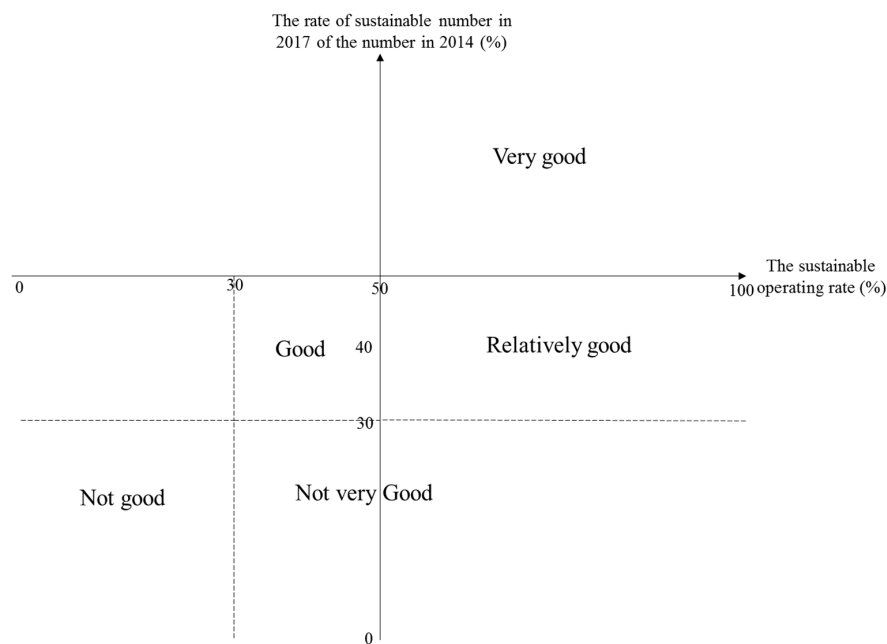 The rate of sustainable number in
2017 of the number in 2014 (%)
Very good
The sustainable
operating rate (%)
0
30
50
100
Good
40
Relatively good
30
Not good
Not very Good
0